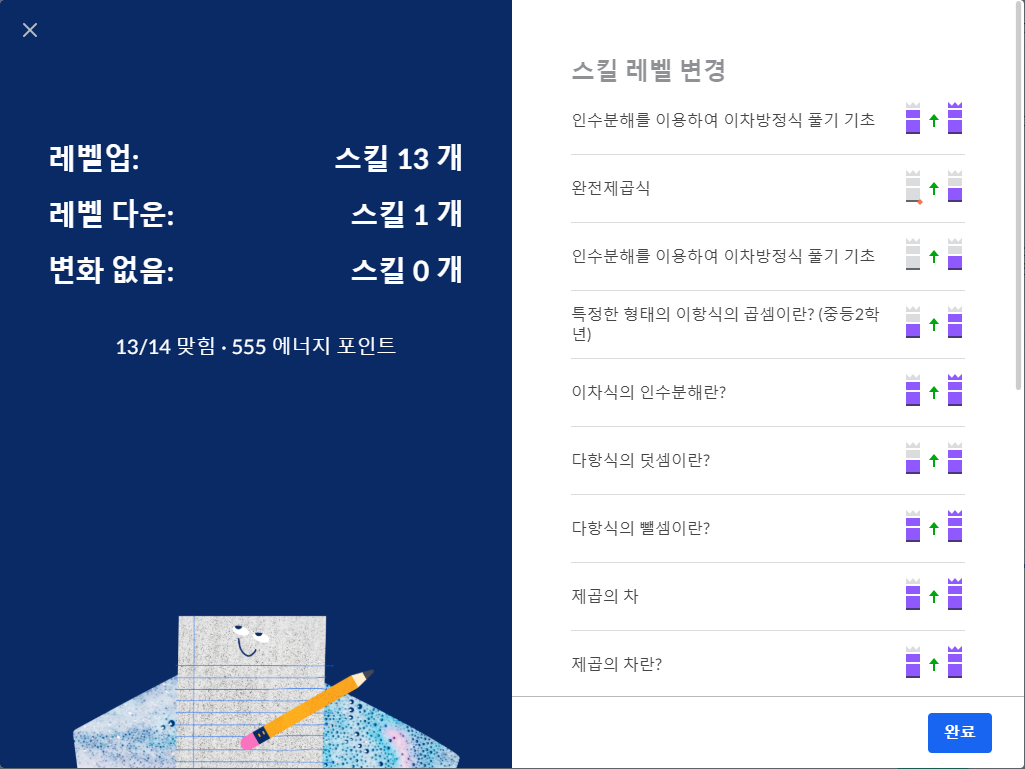 레벨업: 스킬 13 개
레벨 다운: 스킬 1 개
변화 없음: 스킬 0 개
13/14 맞힘 · 555 에너지 포인트
스킬 레벨 변경
인수분해를 이용하여 이차방정식 풀기 기초
완전제곱식
인수분해를 이용하여 이차방정식 풀기 기초
특정한 형태의 이항식의 곱셈이란? (중등2학
년)
이차식의 인수분해란?
다항식의 덧셈이란?
다항식의 뺄셈이란?
제곱의 차
제곱의 차란?
완료